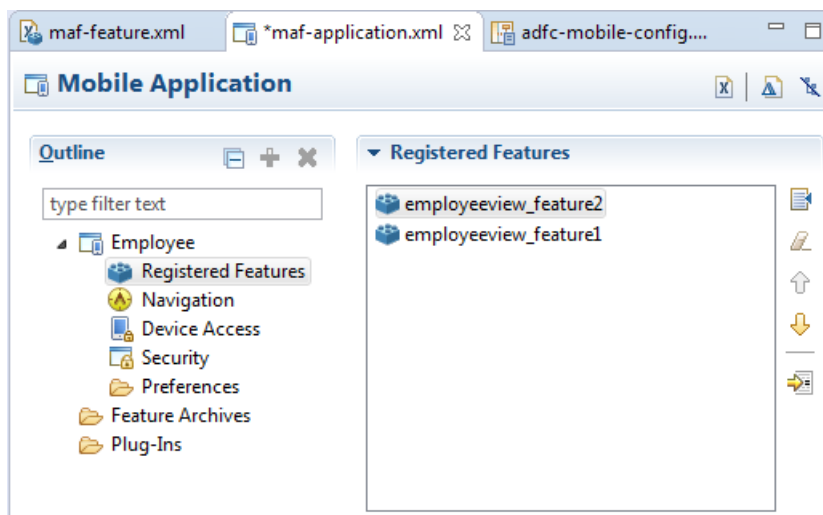 maf-feature.xml
*maf-application.xml
adfc-mobile-config....
Mobile Application
Outline
type filter text
Employee
Registered Features
Navigation
Device Access
Security
Preferences
Feature Archives
Plug-Ins
Registered Features
employeeview_feature2
employeeview_feature1